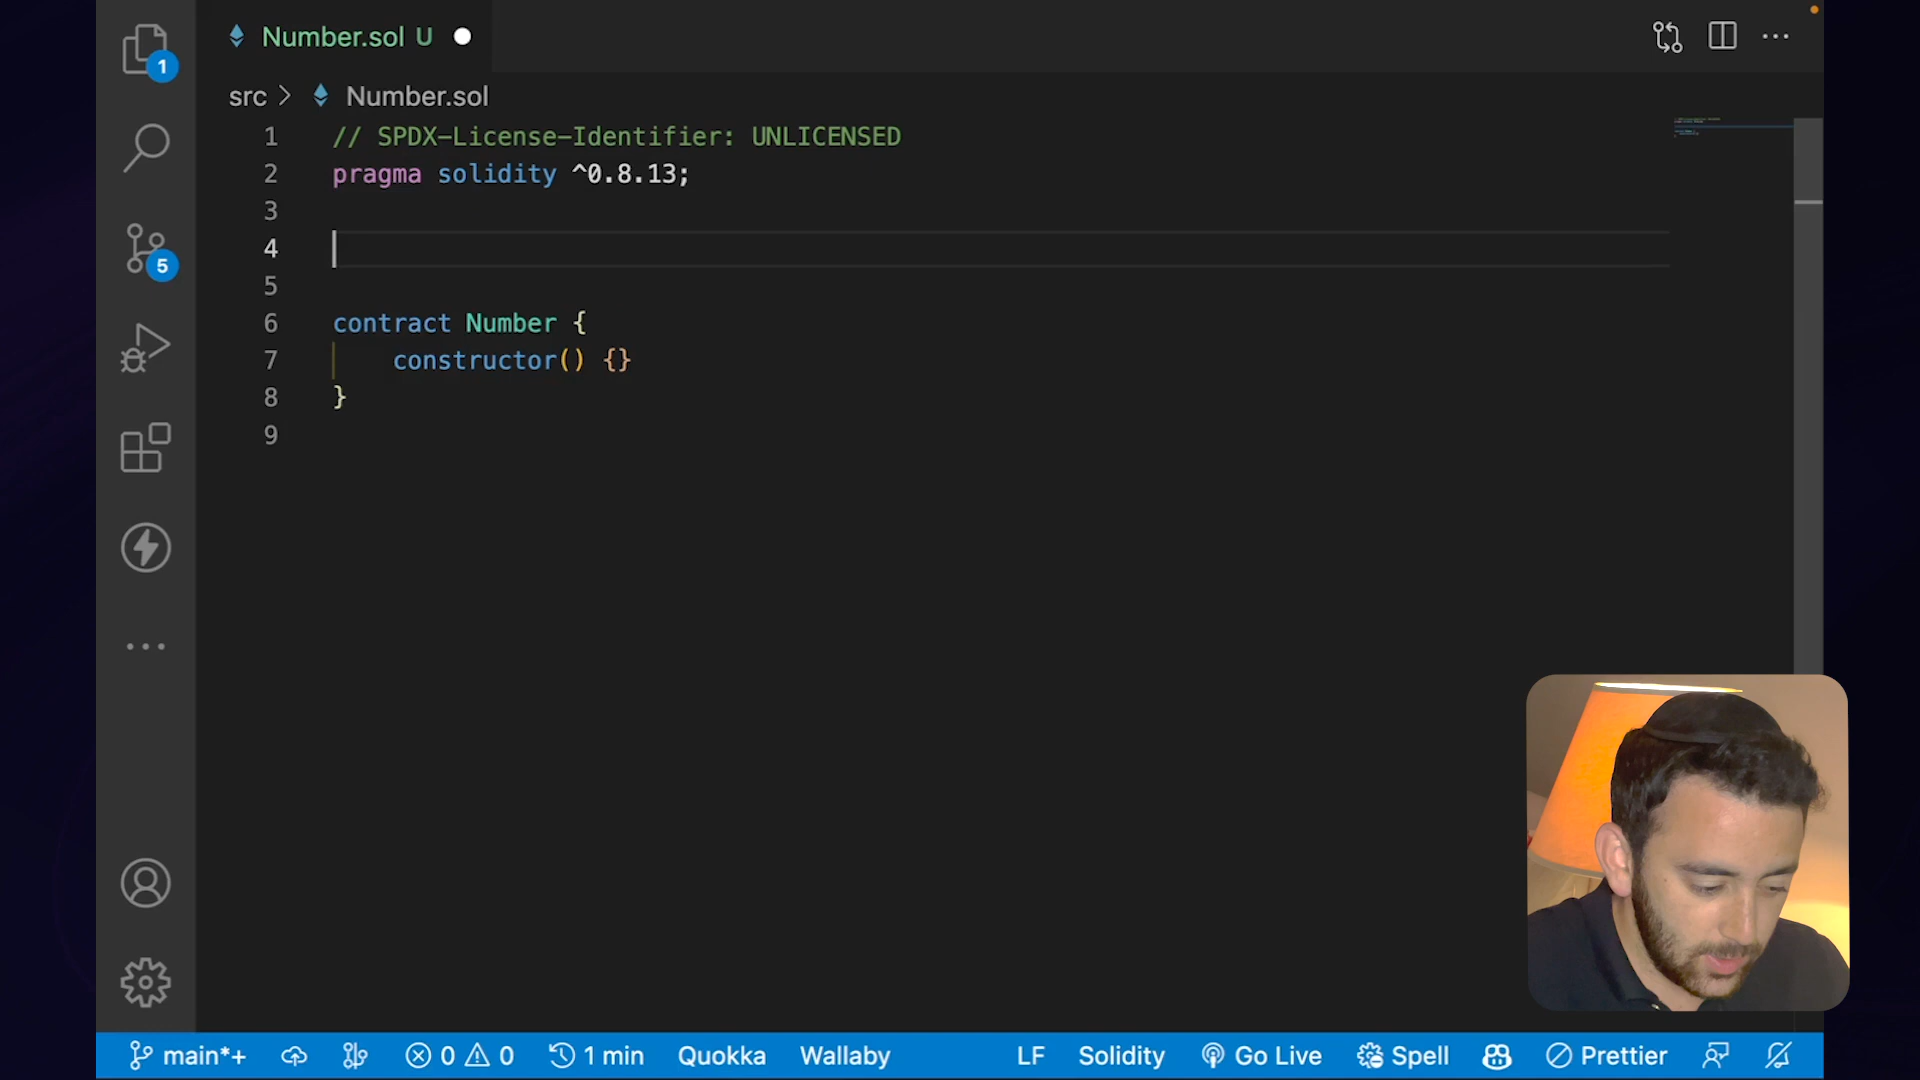 Number.sol U
1
src > Number.sol
1 // SPDX-License-Identifier: UNLICENSED
2 pragma solidity ^0.8.13;
3
4
5
6 contract Number {
7 constructor() {}
8 }
9
5
main*+ 0 0 1 min Quokka Wallaby LF Solidity Go Live Spell Prettier